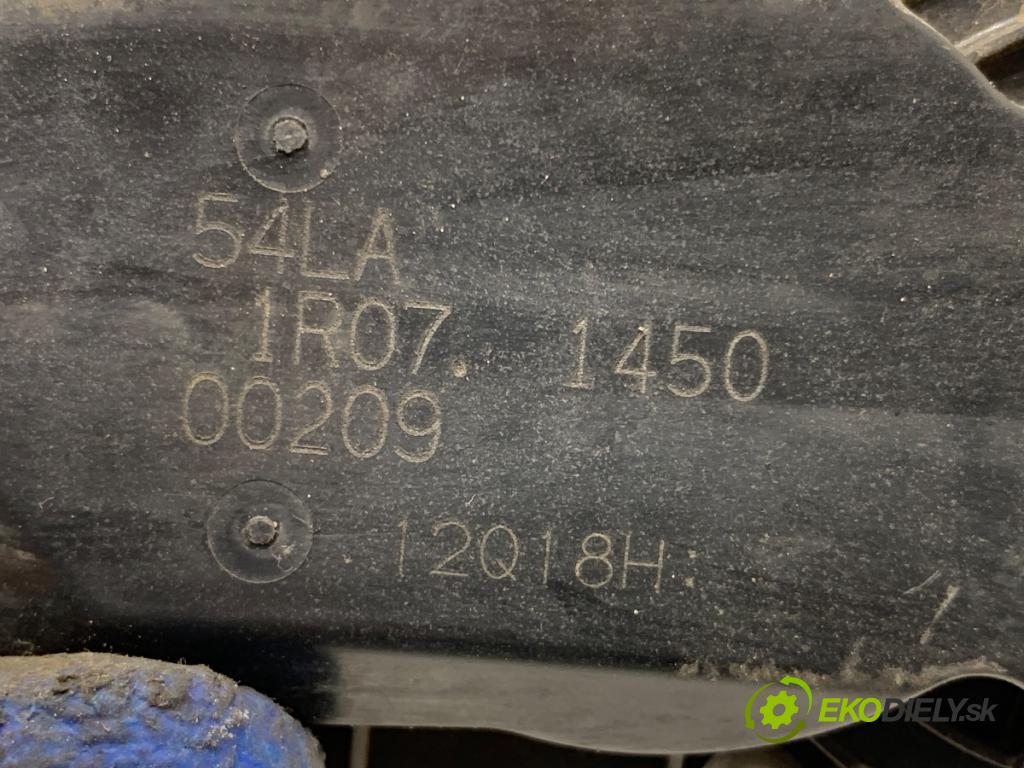 54LA
1R07. 1450
00209
12Q18H
EKODIELY.sk